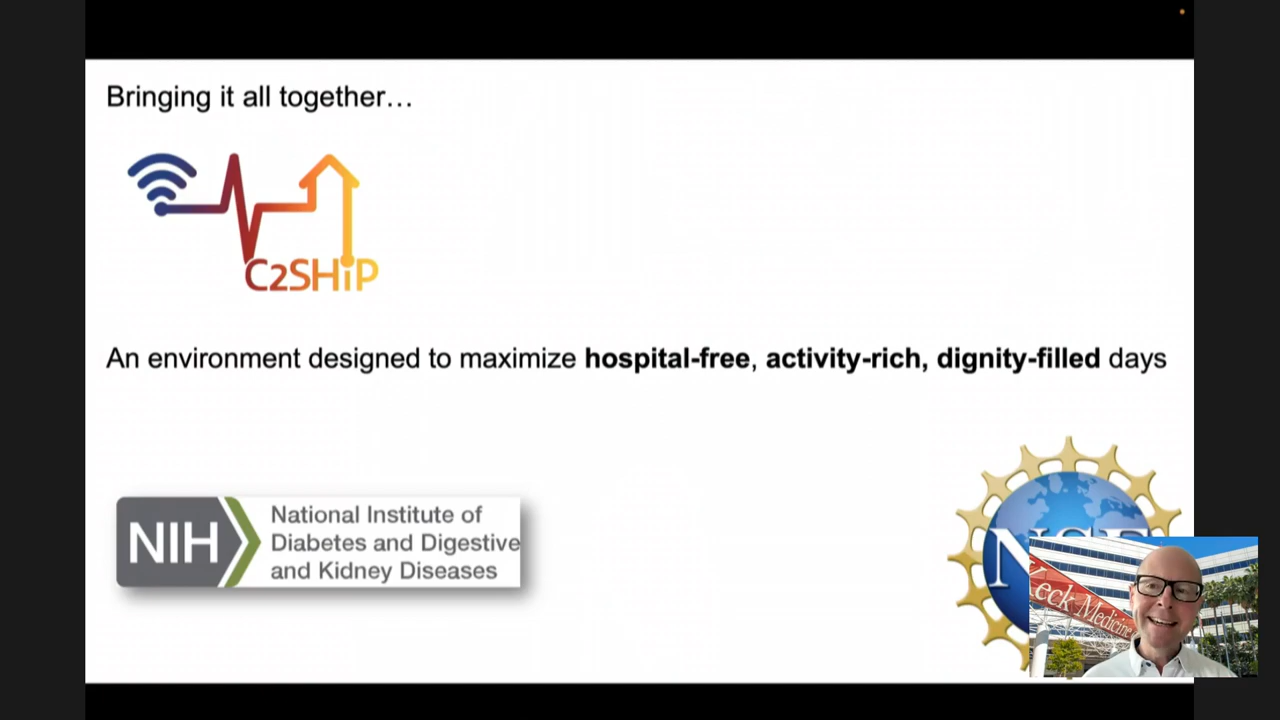 Bringing it all together…
C2SHiP
An environment designed to maximize hospital-free, activity-rich, dignity-filled days
NIH
National Institute of
Diabetes and Digestive
and Kidney Diseases
NSF
Keck Medicine